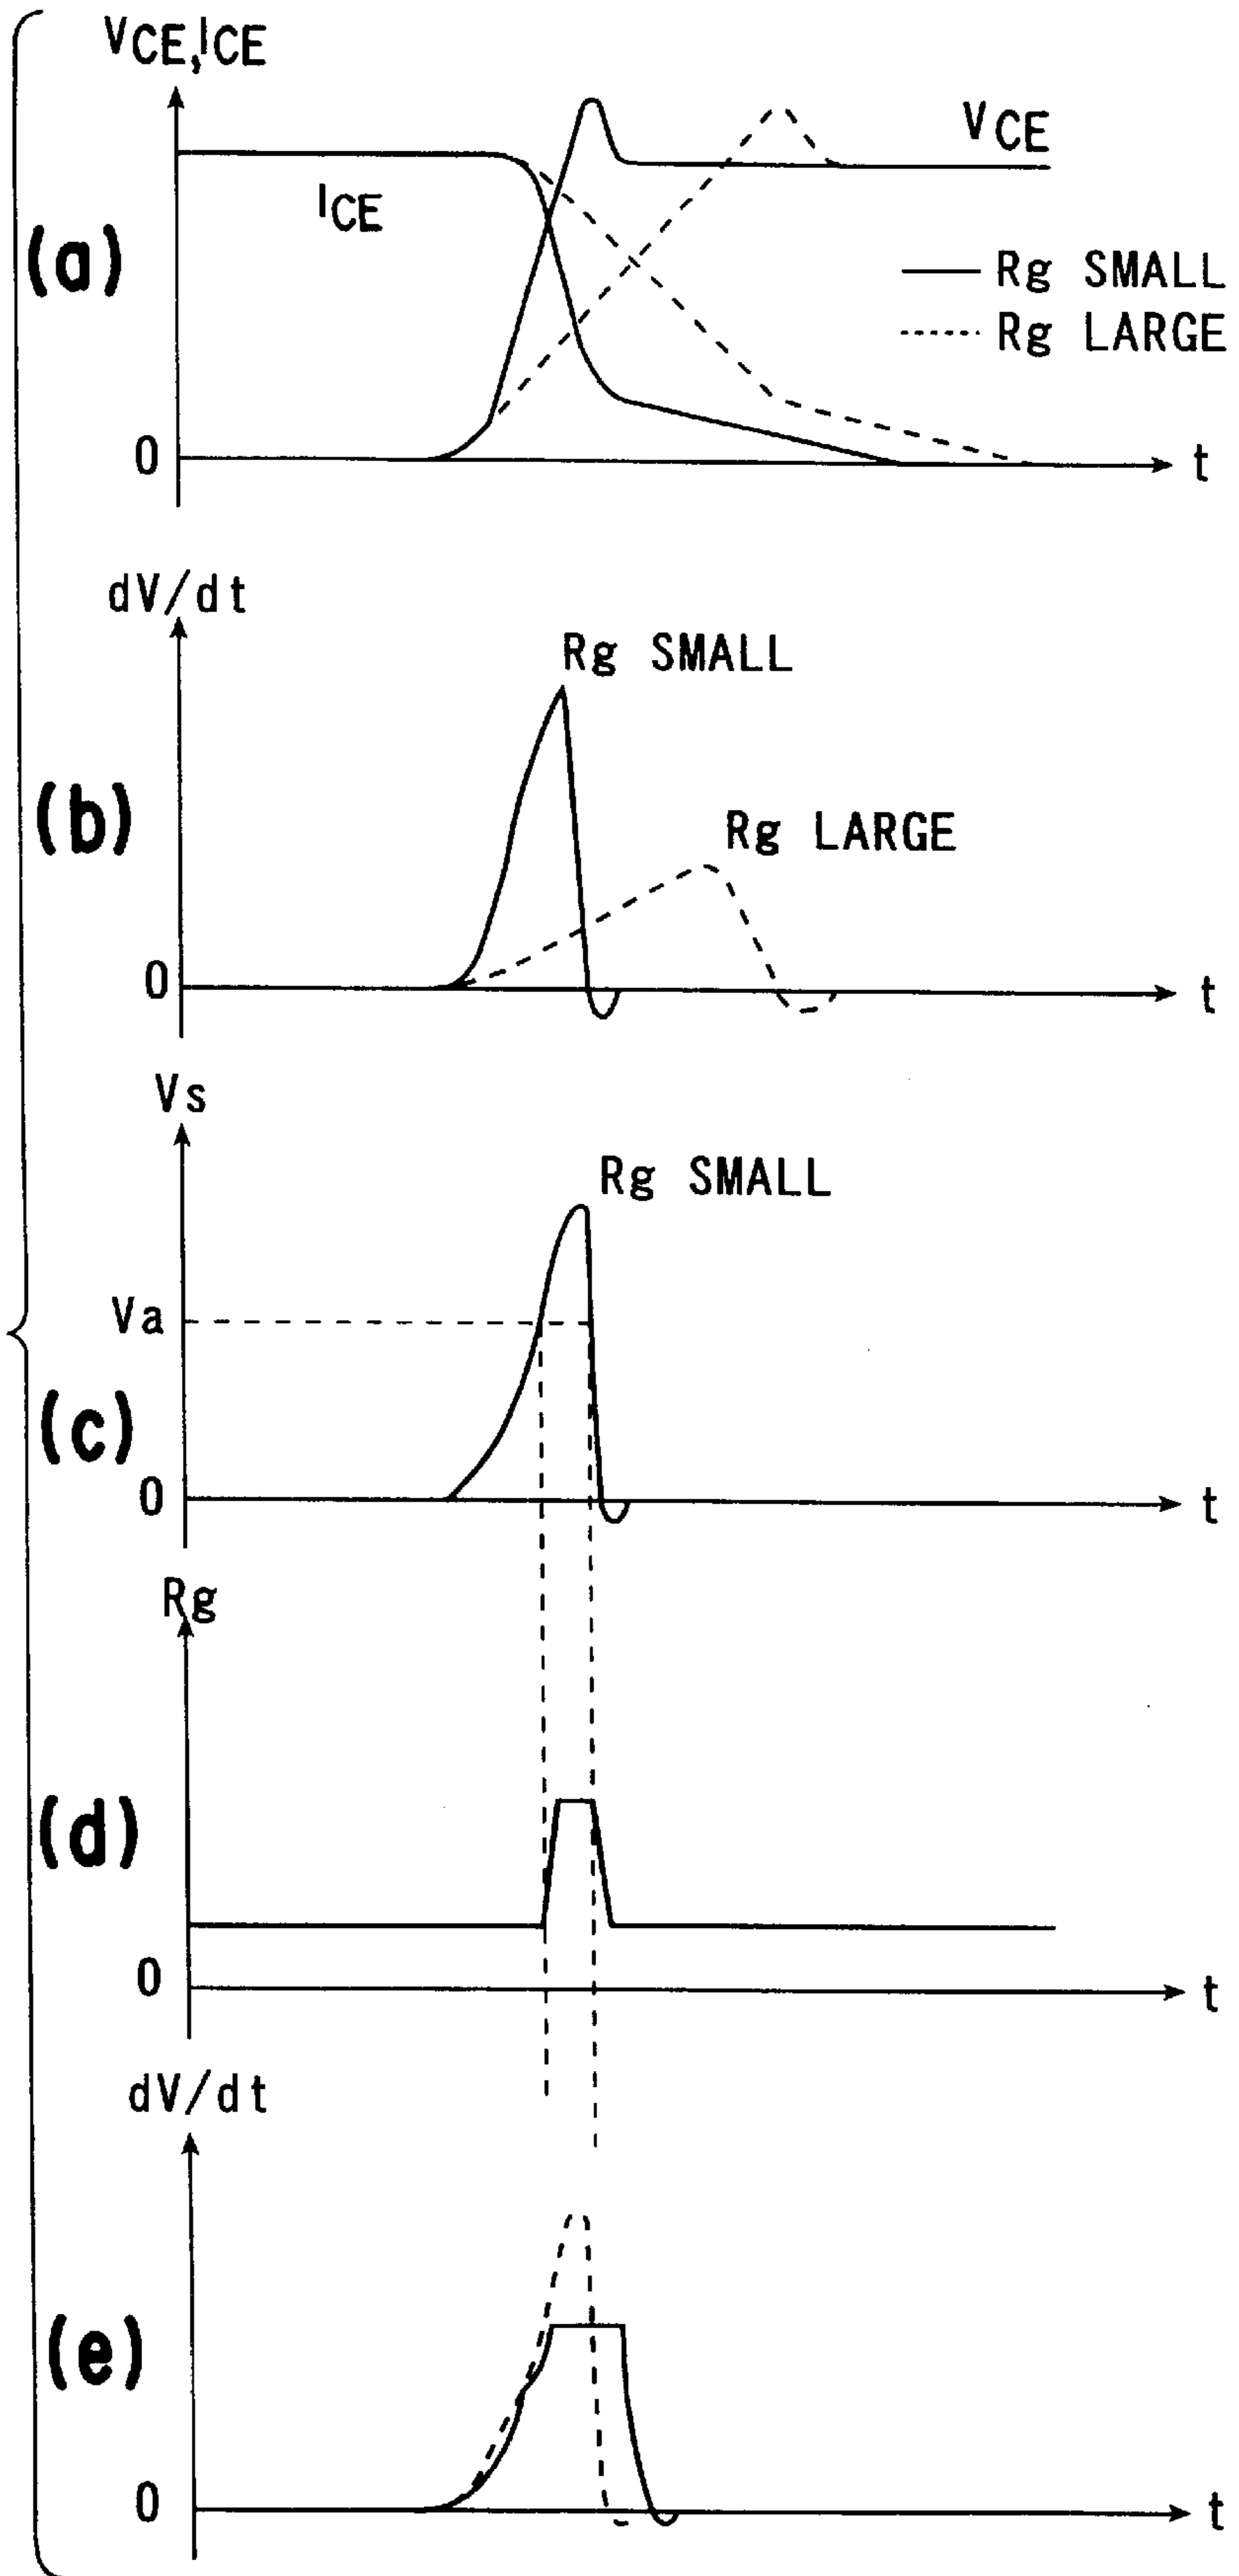 VCE,ICE
VCE
ICE
(a)
Rg SMALL
Rg LARGE
0
t
dV/dt
Rg SMALL
(b)
Rg LARGE
0
t
Vs
Rg SMALL
Va
(c)
0
t
Rg
(d)
0
t
dV/dt
(e)
0
t